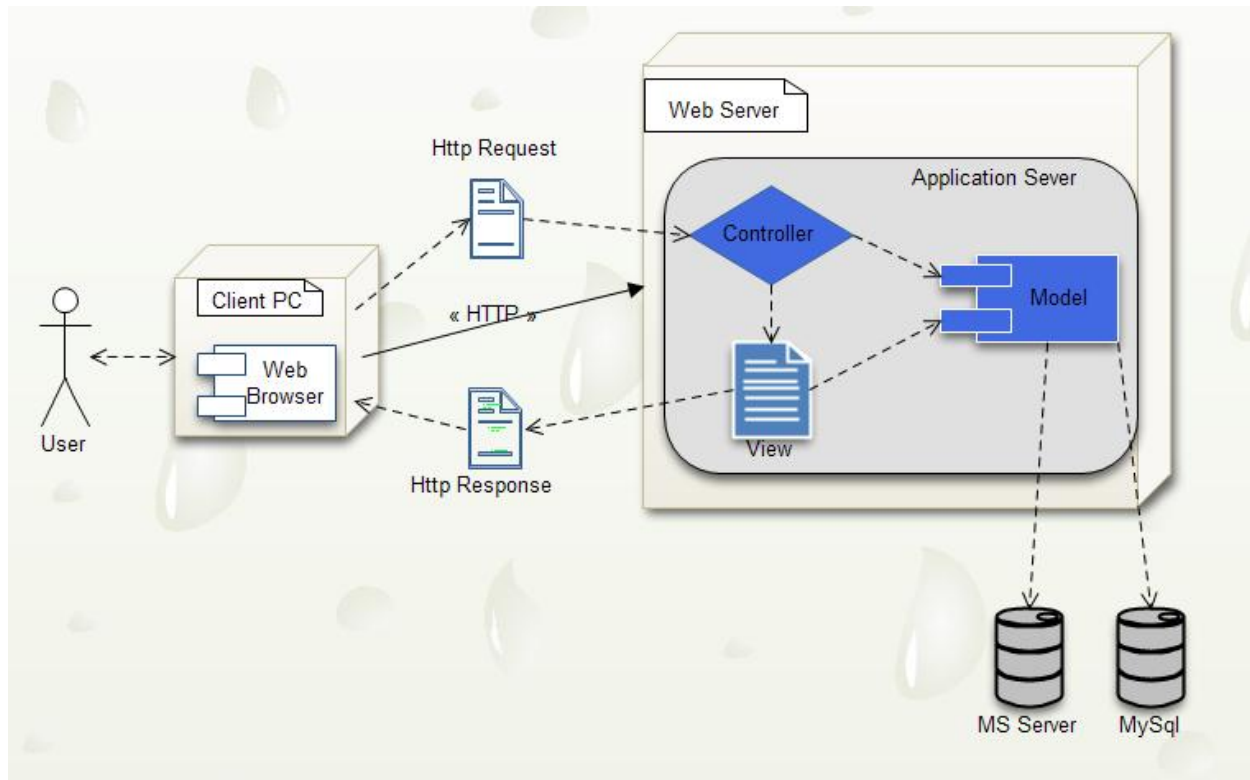 Web Server
Http Request
Application Sever
Controller
Client PC
« HTTP »
Model
Web
Browser
User
View
Http Response
MS Server
MySql